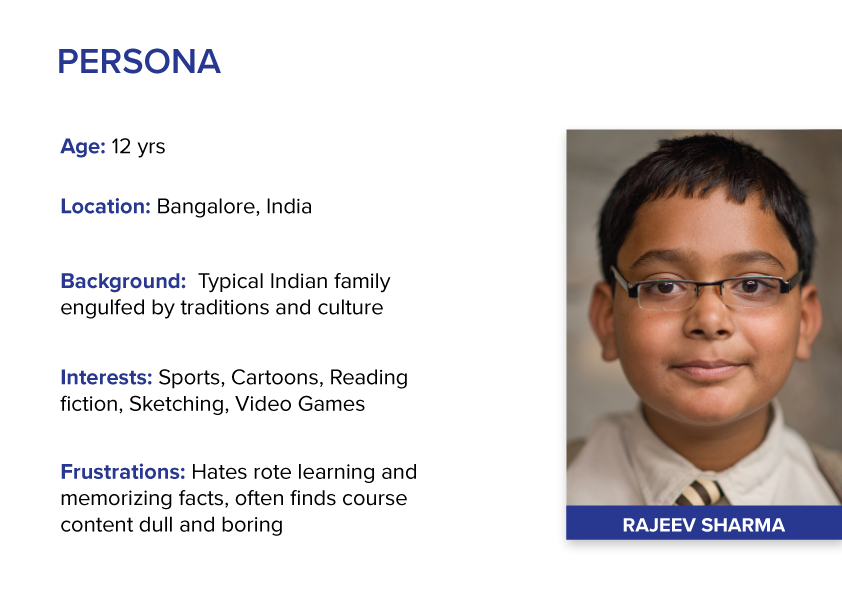 PERSONA
Age: 12 yrs
Location: Bangalore, India
Background: Typical Indian family
engulfed by traditions and culture
Interests: Sports, Cartoons, Reading
fiction, Sketching, Video Games
Frustrations: Hates rote learning and
memorizing facts, often finds course
content dull and boring
RAJEEV SHARMA